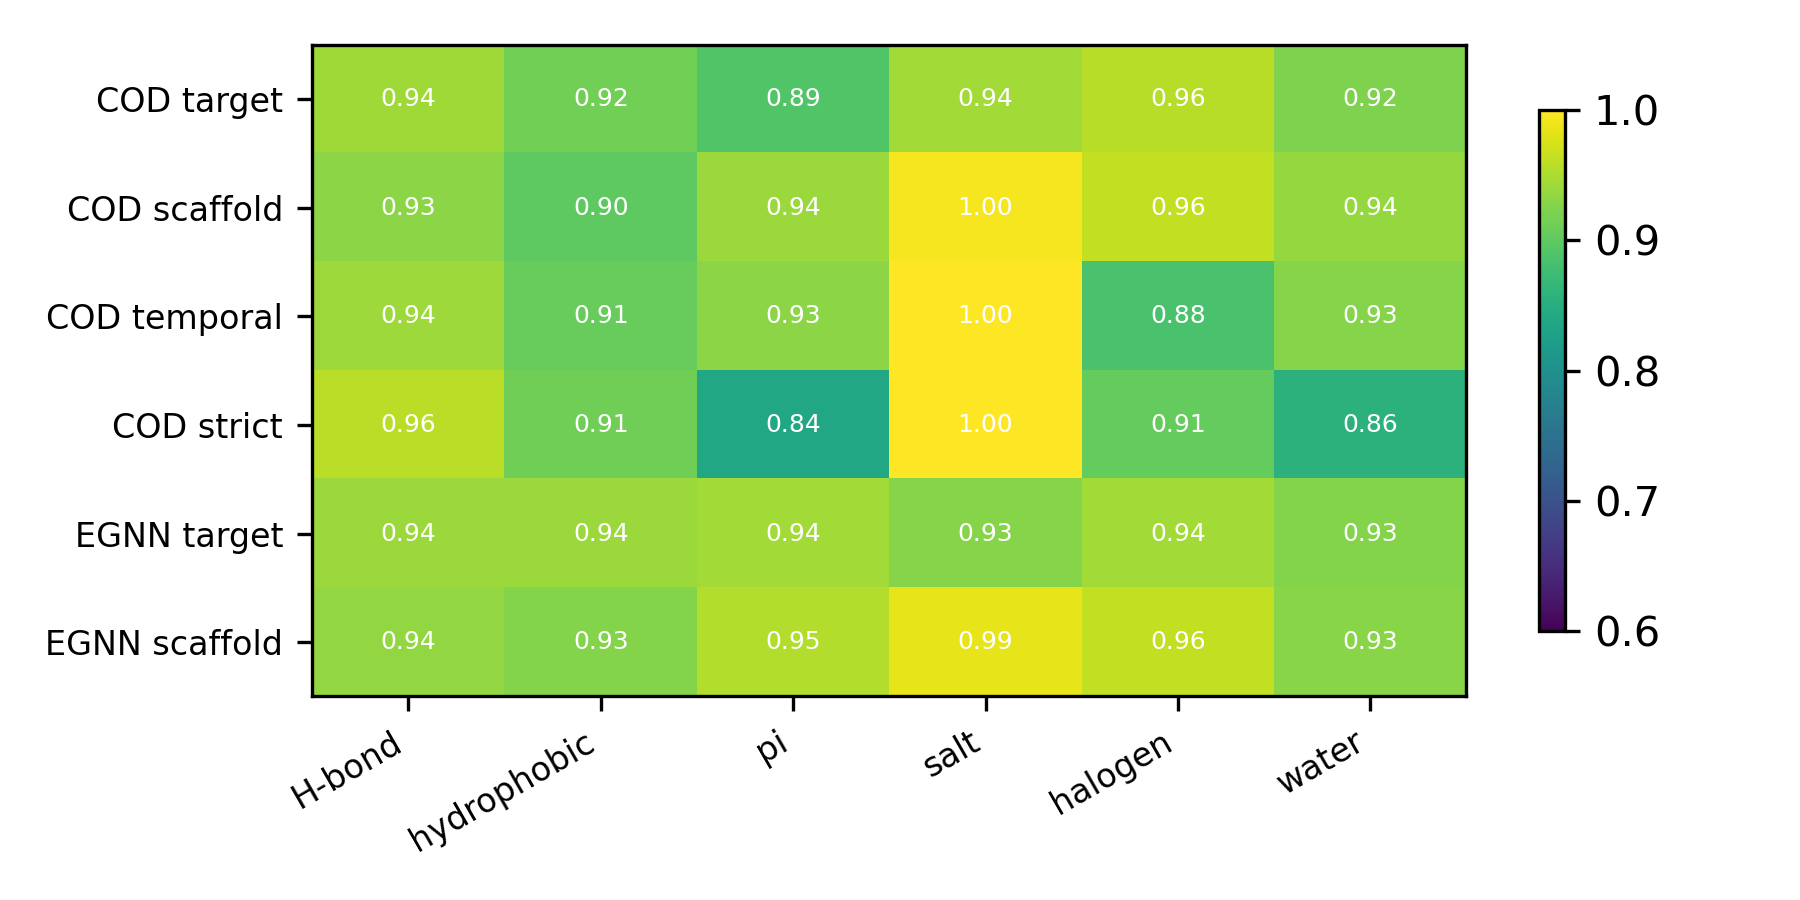 COD target 0.94 0.92 0.89 0.94 0.96 0.92
COD scaffold 0.93 0.90 0.94 1.00 0.96 0.94
COD temporal 0.94 0.91 0.93 1.00 0.88 0.93
COD strict 0.96 0.91 0.84 1.00 0.91 0.86
EGNN target 0.94 0.94 0.94 0.93 0.94 0.93
EGNN scaffold 0.94 0.93 0.95 0.99 0.96 0.93
H-bond hydrophobic pi salt halogen water
1.0
0.9
0.8
0.7
0.6